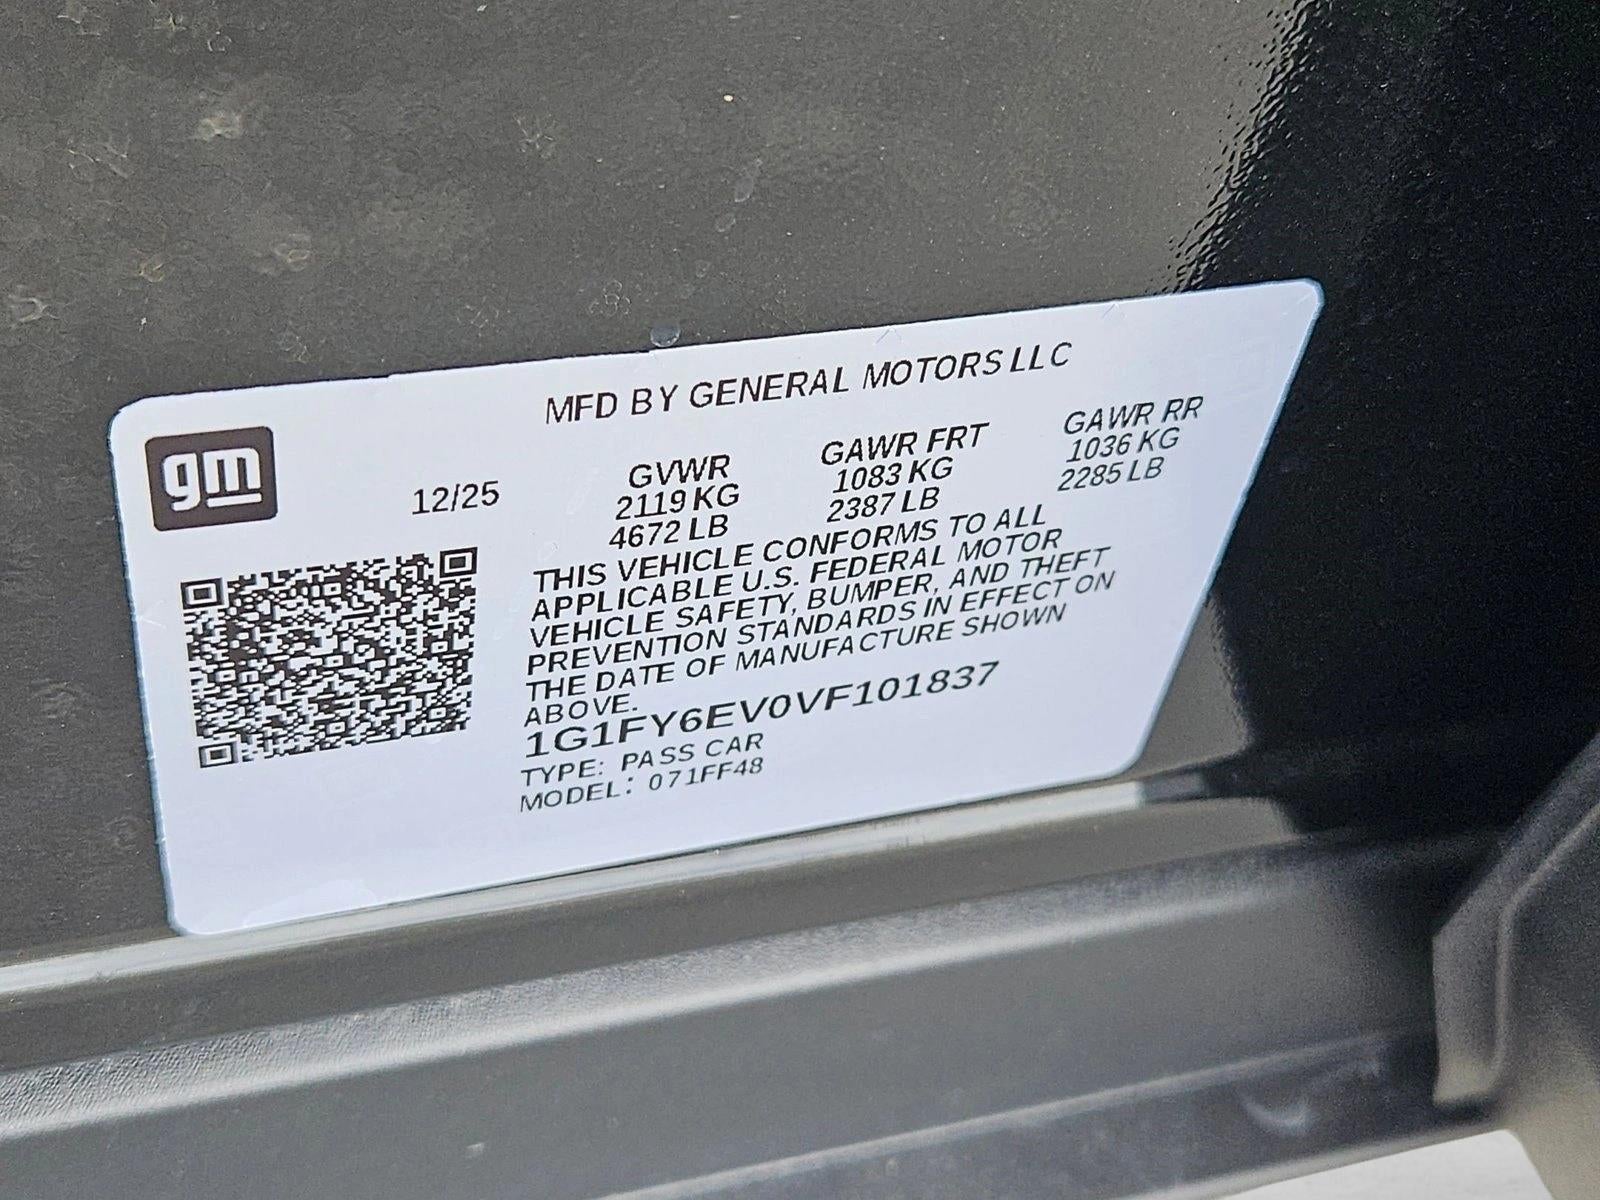 MFD BY GENERAL MOTORS LLC
gm
12/25
GVWR
2119 KG
4672 LB
GAWR FRT
1083 KG
2387 LB
GAWR RR
1036 KG
2285 LB
THIS VEHICLE CONFORMS TO ALL
APPLICABLE U.S. FEDERAL MOTOR
VEHICLE SAFETY, BUMPER, AND THEFT
PREVENTION STANDARDS IN EFFECT ON
THE DATE OF MANUFACTURE SHOWN
ABOVE.
1G1FY6EV0VF101837
TYPE: PASS CAR
MODEL: 071FF48